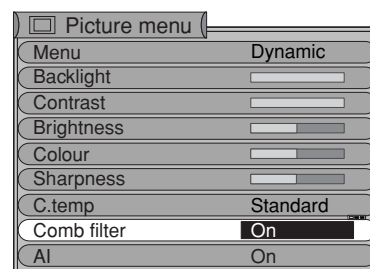 Picture menu
Menu Dynamic
Backlight
Contrast
Brightness
Colour
Sharpness
C.temp Standard
Comb filter On
AI On